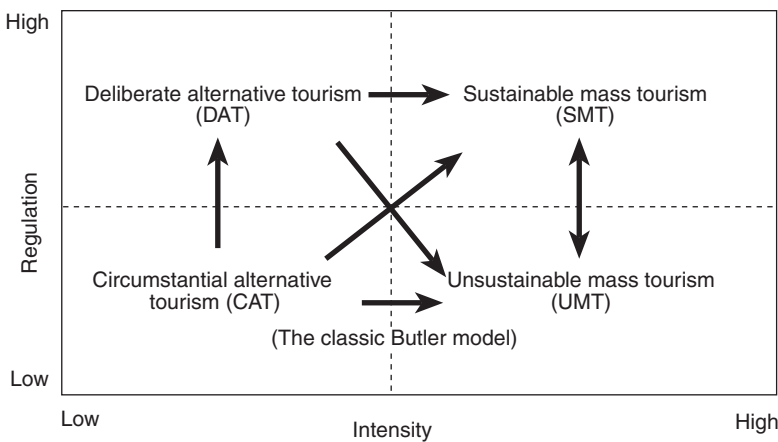 High
Deliberate alternative tourism
(DAT)
Sustainable mass tourism
(SMT)
Regulation
Circumstantial alternative
tourism (CAT)
Unsustainable mass tourism
(UMT)
(The classic Butler model)
Low
Low
Intensity
High